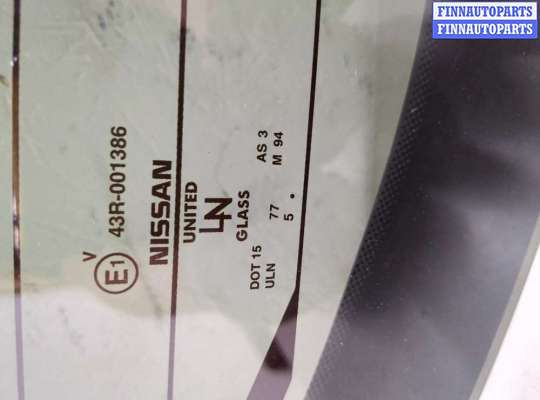 FINNAUTOPARTS
FINNAUTOPARTS
V
E1 43R-001386
NISSAN
UNITED
LN
GLASS
DOT 15 AS 3
ULN 77 M 94
5 .